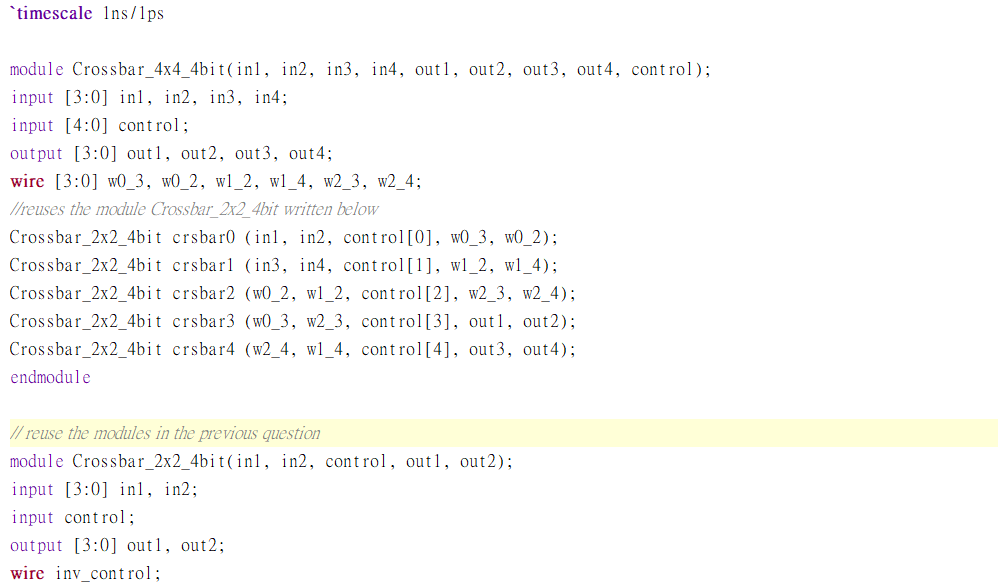 `timescale 1ns/1ps
module Crossbar_4x4_4bit(in1, in2, in3, in4, out1, out2, out3, out4, control);
input [3:0] in1, in2, in3, in4;
input [4:0] control;
output [3:0] out1, out2, out3, out4;
wire [3:0] w0_3, w0_2, w1_2, w1_4, w2_3, w2_4;
//reuses the module Crossbar_2x2_4bit written below
Crossbar_2x2_4bit crsbar0 (in1, in2, control[0], w0_3, w0_2);
Crossbar_2x2_4bit crsbar1 (in3, in4, control[1], w1_2, w1_4);
Crossbar_2x2_4bit crsbar2 (w0_2, w1_2, control[2], w2_3, w2_4);
Crossbar_2x2_4bit crsbar3 (w0_3, w2_3, control[3], out1, out2);
Crossbar_2x2_4bit crsbar4 (w2_4, w1_4, control[4], out3, out4);
endmodule
// reuse the modules in the previous question
module Crossbar_2x2_4bit(in1, in2, control, out1, out2);
input [3:0] in1, in2;
input control;
output [3:0] out1, out2;
wire inv_control;